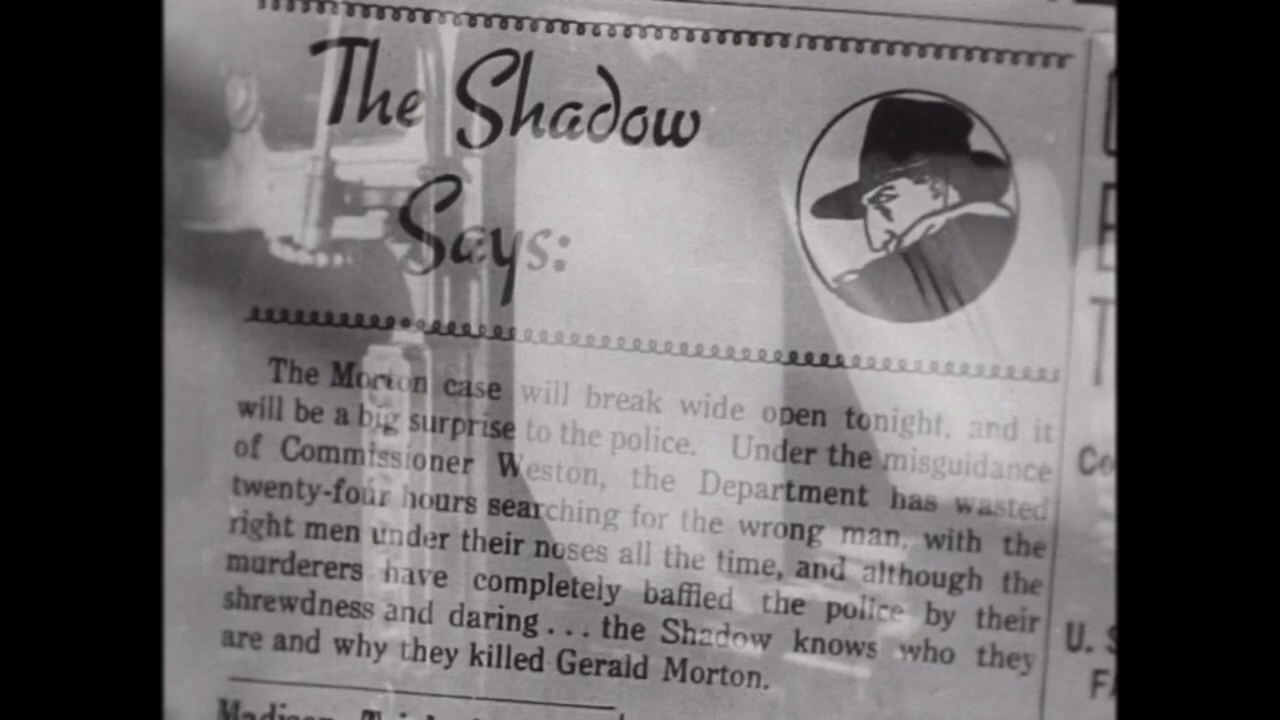 The Shadow
Says:
The Morton case will break wide open tonight, and it
will be a big surprise to the police. Under the misguidance
of Commissioner Weston, the Department has wasted
twenty-four hours searching for the wrong man, with the
right men under their noses all the time, and although the
murderers have completely baffled the police by their
shrewdness and daring... the Shadow knows who they
are and why they killed Gerald Morton.
Co
U. S